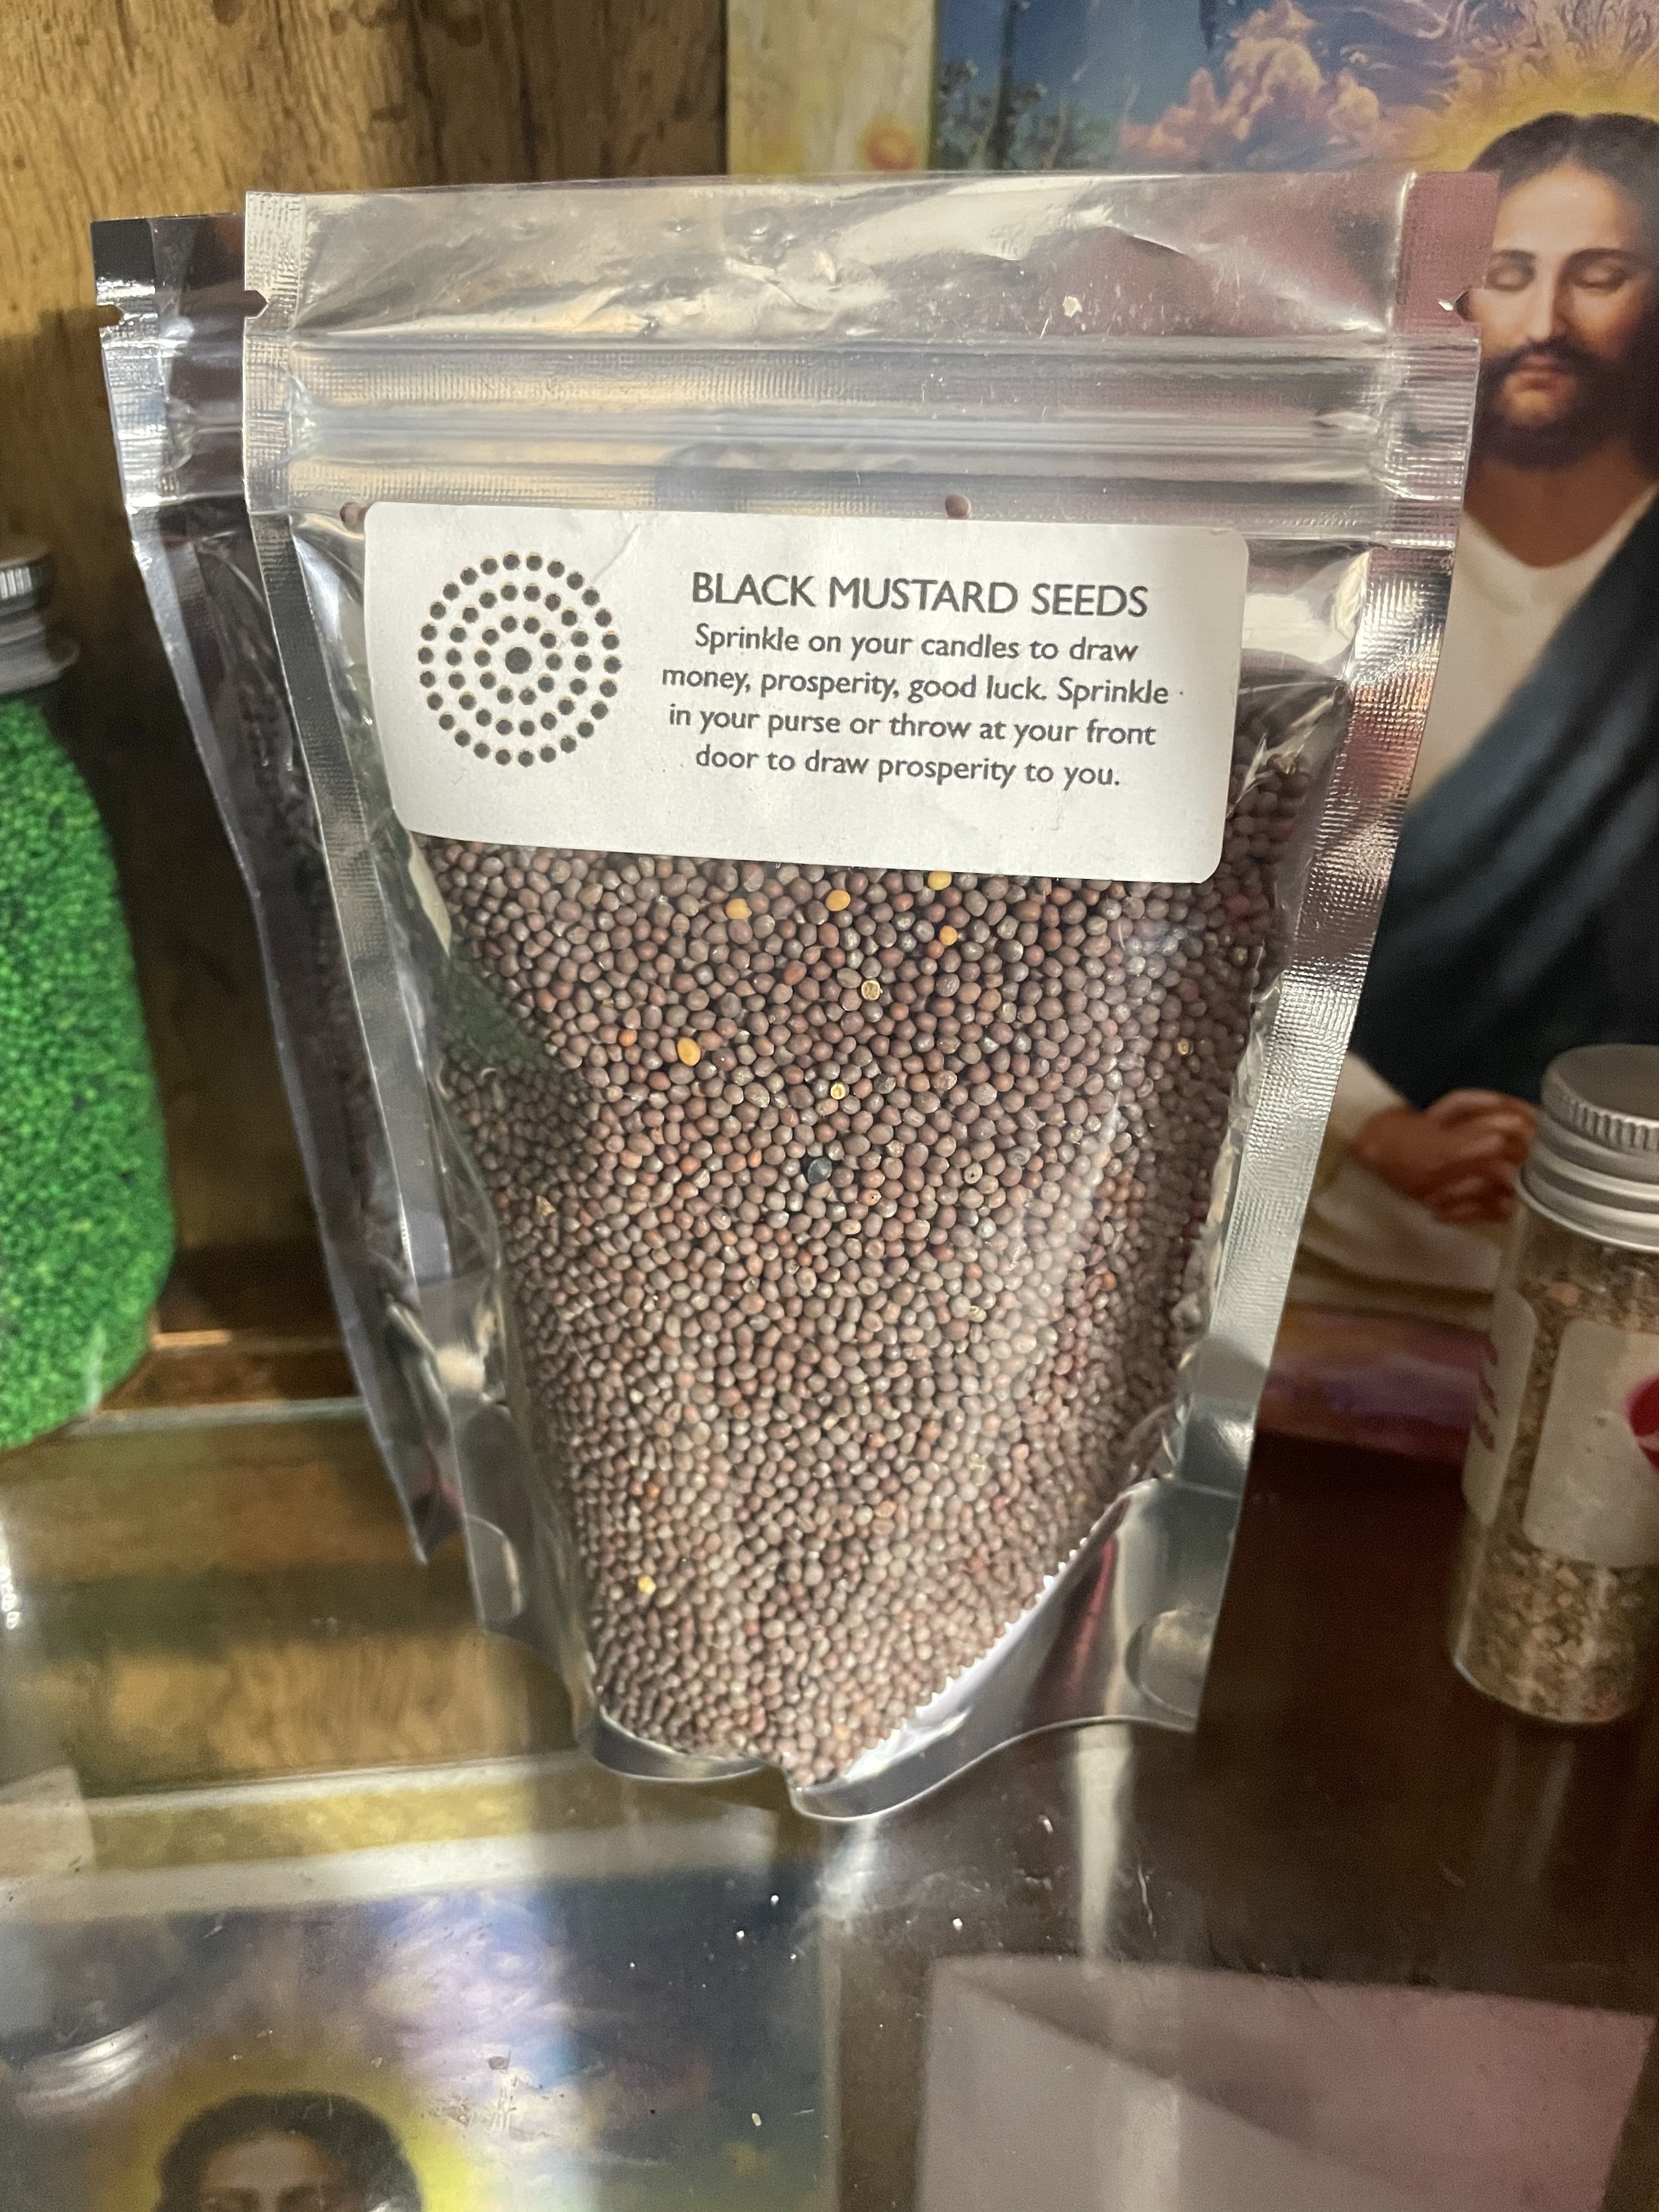 BLACK MUSTARD SEEDS
Sprinkle on your candles to draw
money, prosperity, good luck. Sprinkle
in your purse or throw at your front
door to draw prosperity to you.